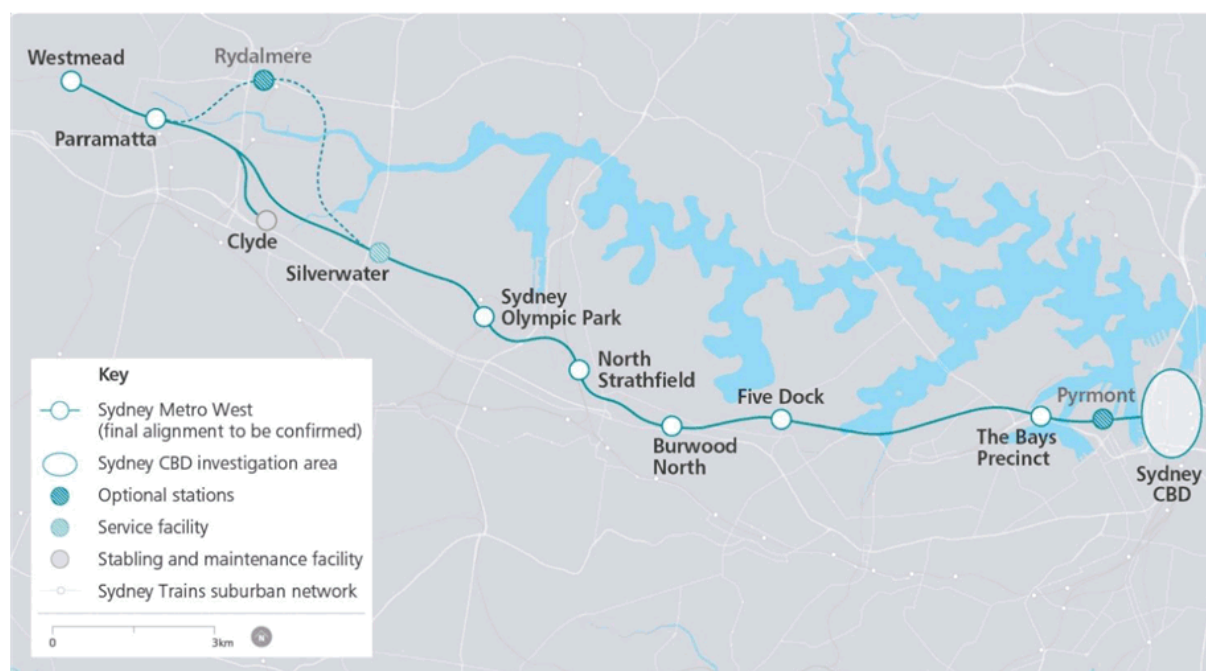 Westmead
Rydalmere
Parramatta
Clyde
Silverwater
Sydney
Olympic Park
North
Strathfield
Five Dock
Pyrmont
Burwood
North
The Bays
Precinct
Sydney
CBD
Key
Sydney Metro West
(final alignment to be confirmed)
Sydney CBD investigation area
Optional stations
Service facility
Stabling and maintenance facility
Sydney Trains suburban network
0
3km
N